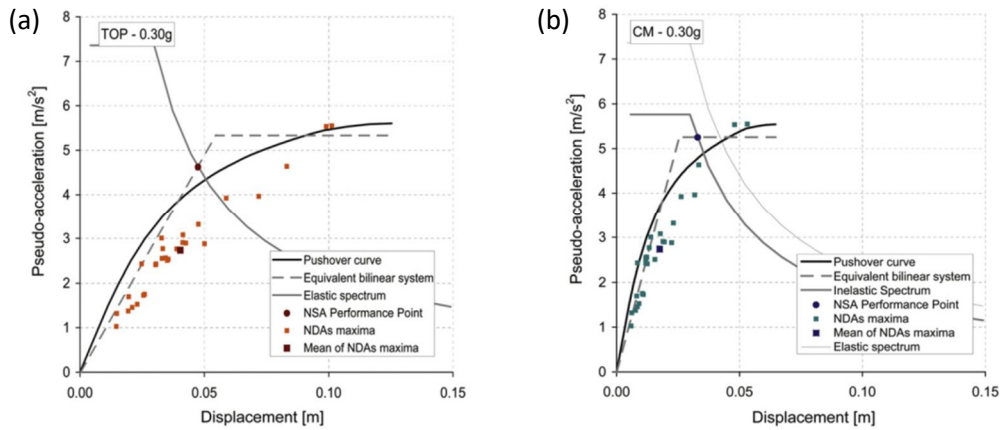 (a)
TOP - 0.30g
Pseudo-acceleration [m/s²]
8
7
6
5
4
3
2
1
0
Pushover curve
Equivalent bilinear system
Elastic spectrum
NSA Performance Point
NDAs maxima
Mean of NDAs maxima
0.00 0.05 0.10 0.15
Displacement [m]
(b)
CM - 0.30g
Pseudo-acceleration [m/s²]
8
7
6
5
4
3
2
1
0
Pushover curve
Equivalent bilinear system
Inelastic spectrum
NSA Performance Point
NDAs maxima
Mean of NDAs maxima
Elastic spectrum
0.00 0.05 0.10 0.15
Displacement [m]